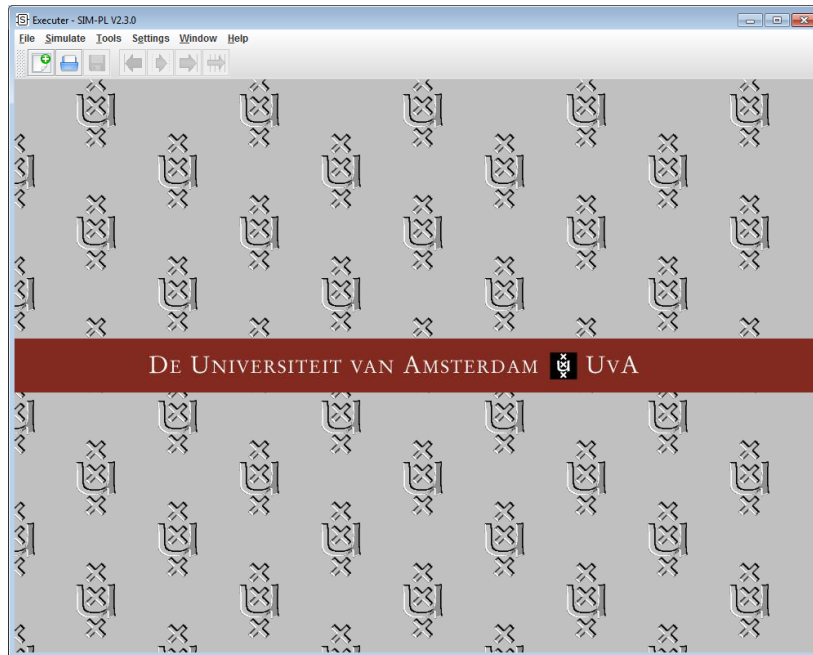 Executer - SIM-PL V2.3.0
File Simulate Tools Settings Window Help
DE UNIVERSITEIT VAN AMSTERDAM UVA